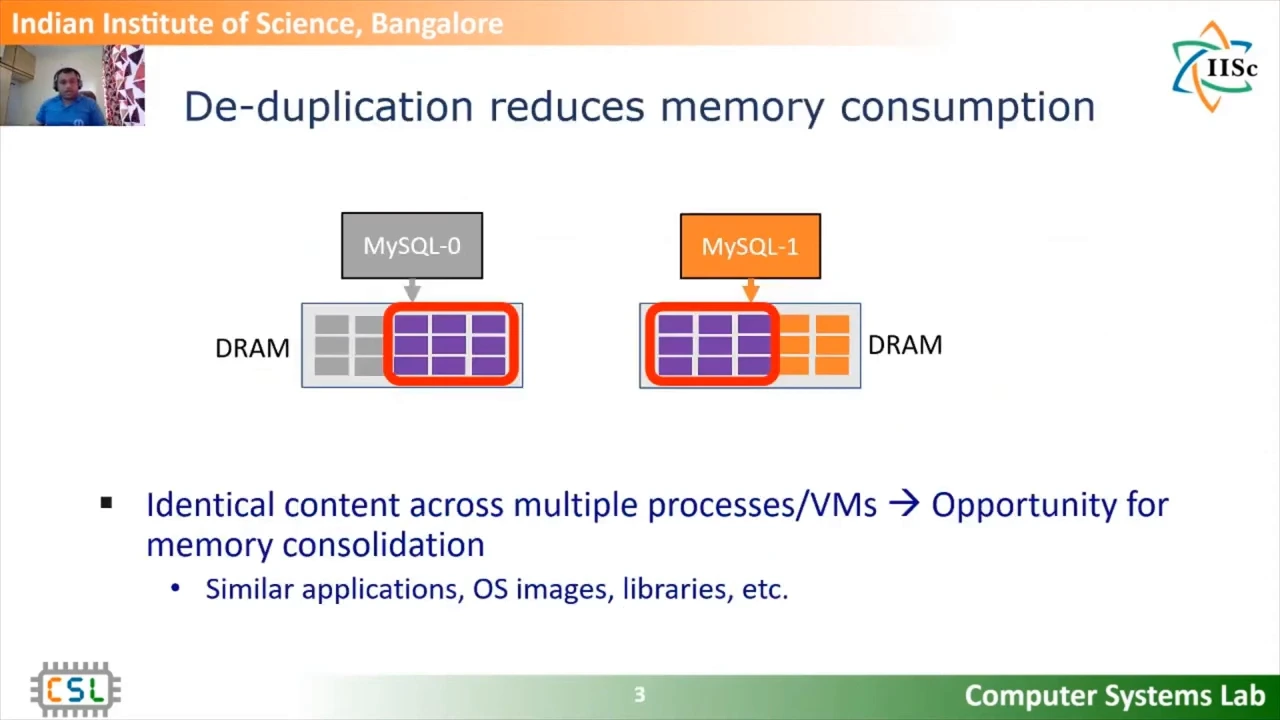 Indian Institute of Science, Bangalore
IISc
De-duplication reduces memory consumption
MySQL-0
MySQL-1
DRAM
DRAM
▪ Identical content across multiple processes/VMs → Opportunity for
memory consolidation
• Similar applications, OS images, libraries, etc.
CSL
3
Computer Systems Lab